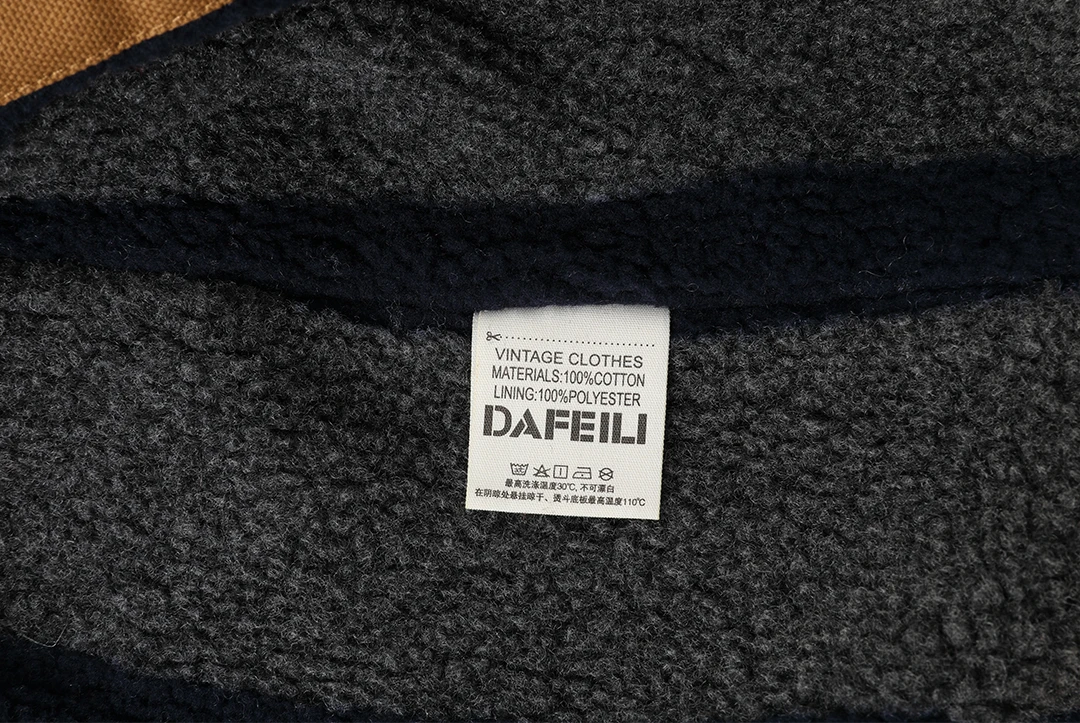 VINTAGE CLOTHES
MATERIALS:100%COTTON
LINING:100%POLYESTER
DAFEILI
最高洗涤温度30℃, 不可漂白
在阴晾处悬挂晾干、熨斗底板最高温度110℃